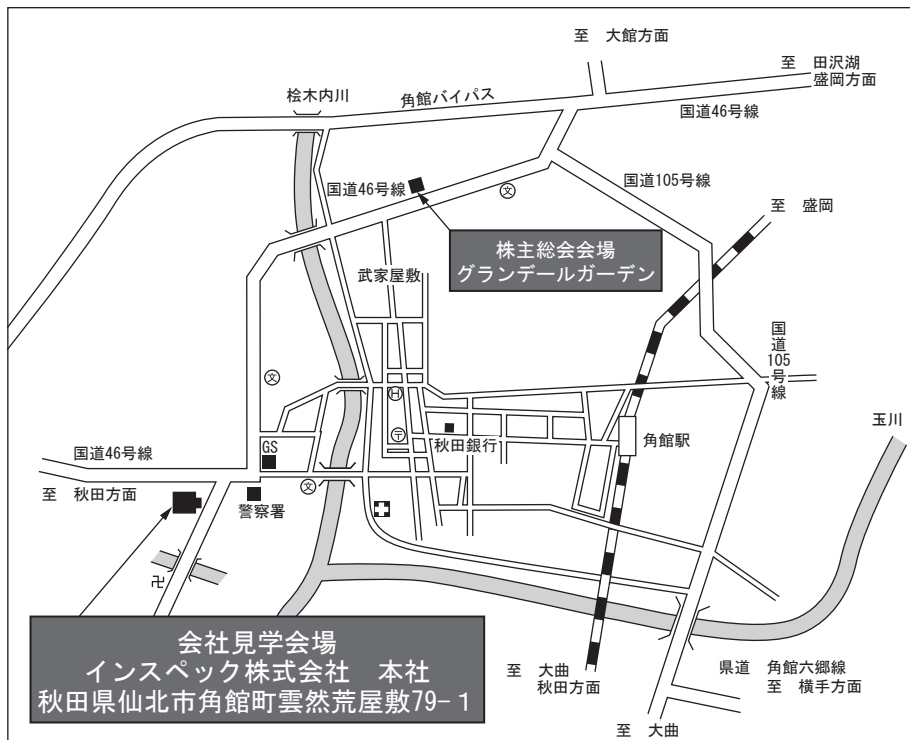 至　大館方面
至　田沢湖
盛岡方面
桧木内川
角館バイパス
国道46号線
国道46号線
文
国道105号線
至　盛岡
株主総会会場
グランデールガーデン
武家屋敷
国道105号線
文
H
〒
秋田銀行
角館駅
玉川
国道46号線
GS
至　秋田方面
文
警察署
卍
会社見学会場
インスペック株式会社　本社
秋田県仙北市角館町雲然荒屋敷79-1
至　大曲
秋田方面
県道　角館六郷線
至　横手方面
至　大曲